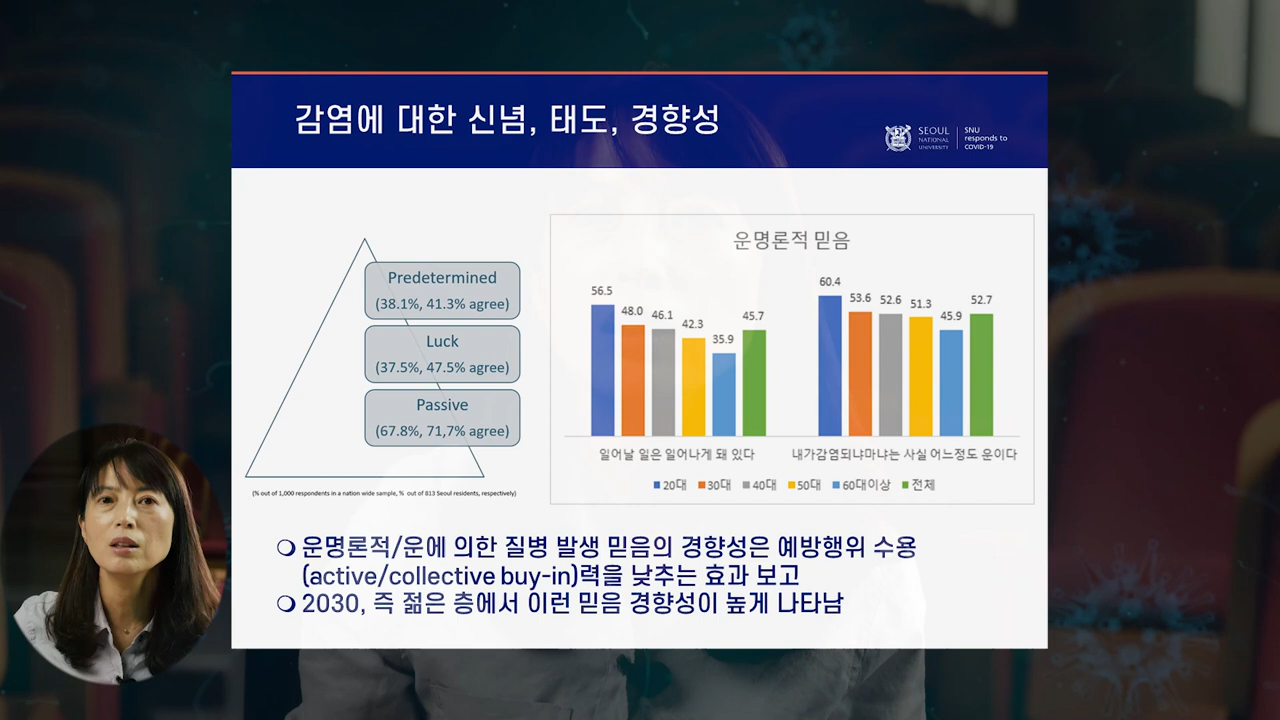 감염에 대한 신념, 태도, 경향성
SEOUL
NATIONAL
UNIVERSITY
SNU
responds to
COVID-19
Predetermined
(38.1%, 41.3% agree)
Luck
(37.5%, 47.5% agree)
Passive
(67.8%, 71,7% agree)
(% out of 1,000 respondents in a nation wide sample, % out of 813 Seoul residents, respectively)
운명론적 믿음
56.5 48.0 46.1 42.3 35.9 45.7
60.4 53.6 52.6 51.3 45.9 52.7
일어날 일은 일어나게 돼 있다
내가감염되냐마냐는 사실 어느정도 운이다
20대 30대 40대 50대 60대이상 전체
운명론적/운에 의한 질병 발생 믿음의 경향성은 예방행위 수용
(active/collective buy-in)력을 낮추는 효과 보고
2030, 즉 젊은 층에서 이런 믿음 경향성이 높게 나타남